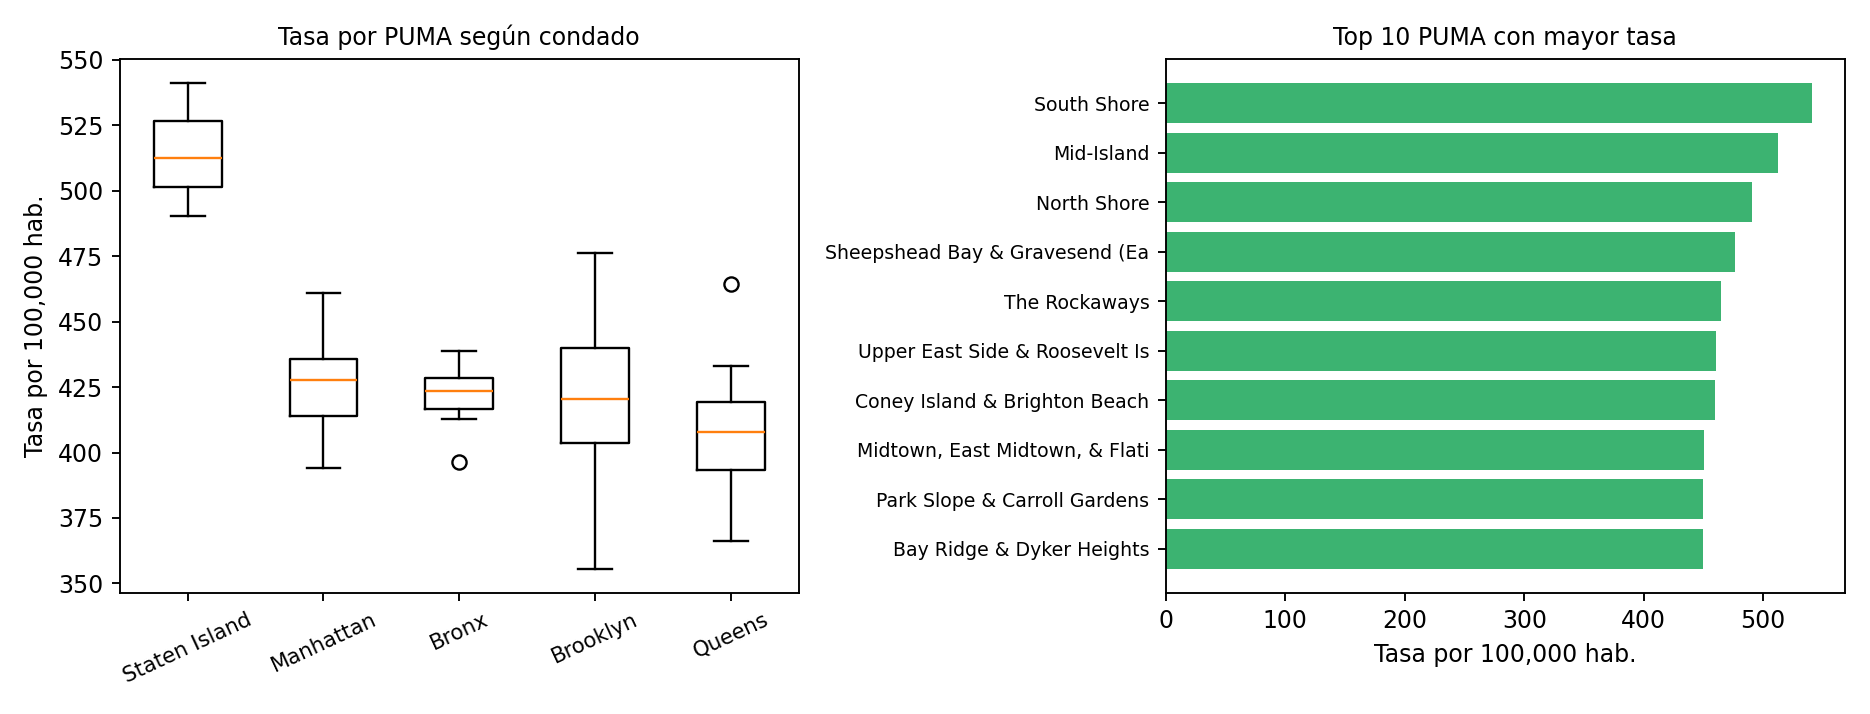 Tasa por PUMA según condado
Tasa por 100,000 hab.
550
525
500
475
450
425
400
375
350
Staten Island
Manhattan
Bronx
Brooklyn
Queens
Top 10 PUMA con mayor tasa
South Shore
Mid-Island
North Shore
Sheepshead Bay & Gravesend (Ea
The Rockaways
Upper East Side & Roosevelt Is
Coney Island & Brighton Beach
Midtown, East Midtown, & Flati
Park Slope & Carroll Gardens
Bay Ridge & Dyker Heights
0 100 200 300 400 500
Tasa por 100,000 hab.